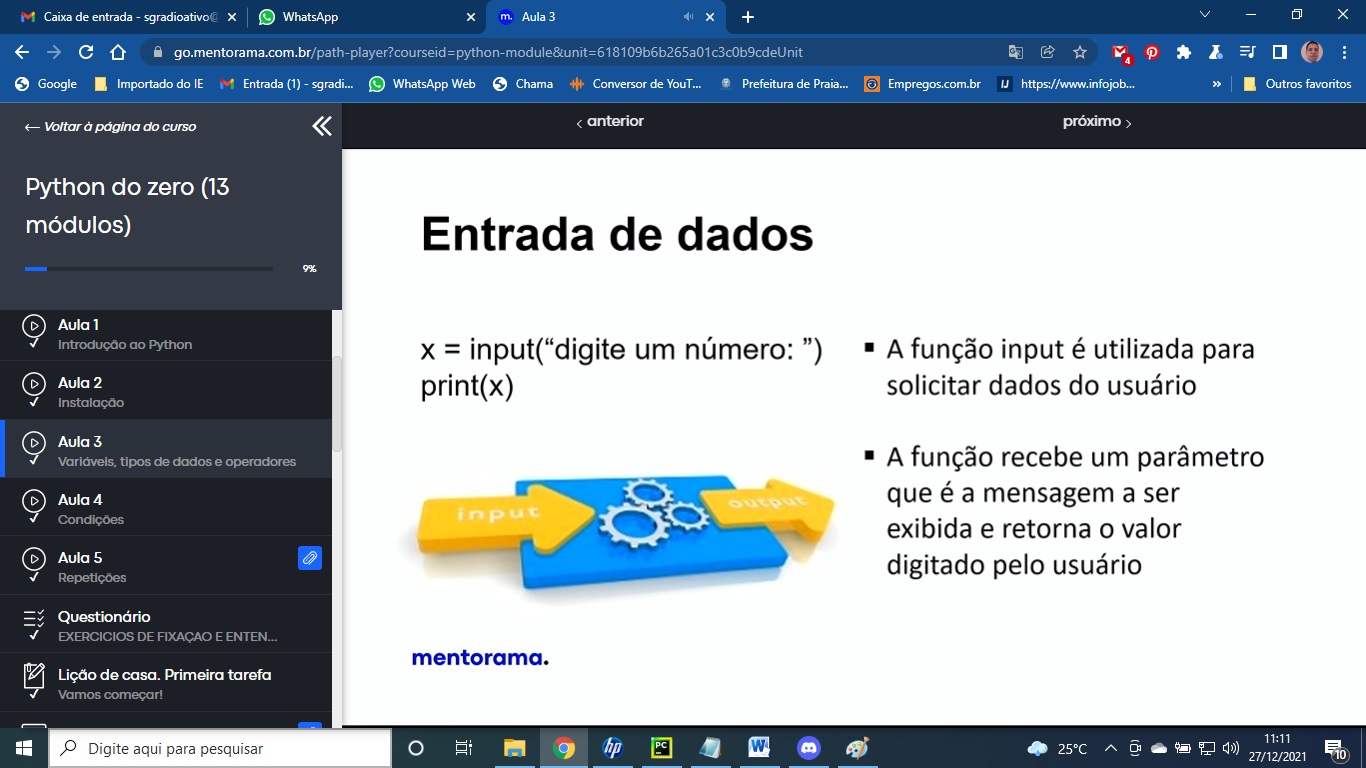 Caixa de entrada - sgradioativo@
WhatsApp
Aula 3
go.mentorama.com.br/path-player?courseid=python-module&unit=618109b6b265a01c3c0b9cdeUnit
4
Google
Importado do IE
Entrada (1) - sgradi...
WhatsApp Web
Chama
Conversor de YouT...
Prefeitura de Praia...
Empregos.com.br
https://www.infojob...
»
Outros favoritos
← Voltar à página do curso
‹ anterior
próximo ›
Python do zero (13
módulos)
9%
Aula 1
Introdução ao Python
Aula 2
Instalação
Aula 3
Variáveis, tipos de dados e operadores
Aula 4
Condições
Aula 5
Repetições
Questionário
EXERCICIOS DE FIXAÇAO E ENTEN...
Lição de casa. Primeira tarefa
Vamos começar!
Entrada de dados
x = input(“digite um número: ”)
print(x)
▪ A função input é utilizada para
solicitar dados do usuário
▪ A função recebe um parâmetro
que é a mensagem a ser
exibida e retorna o valor
digitado pelo usuário
input
output
mentorama.
Digite aqui para pesquisar
hp
PC
W
25°C
11:11
27/12/2021
10